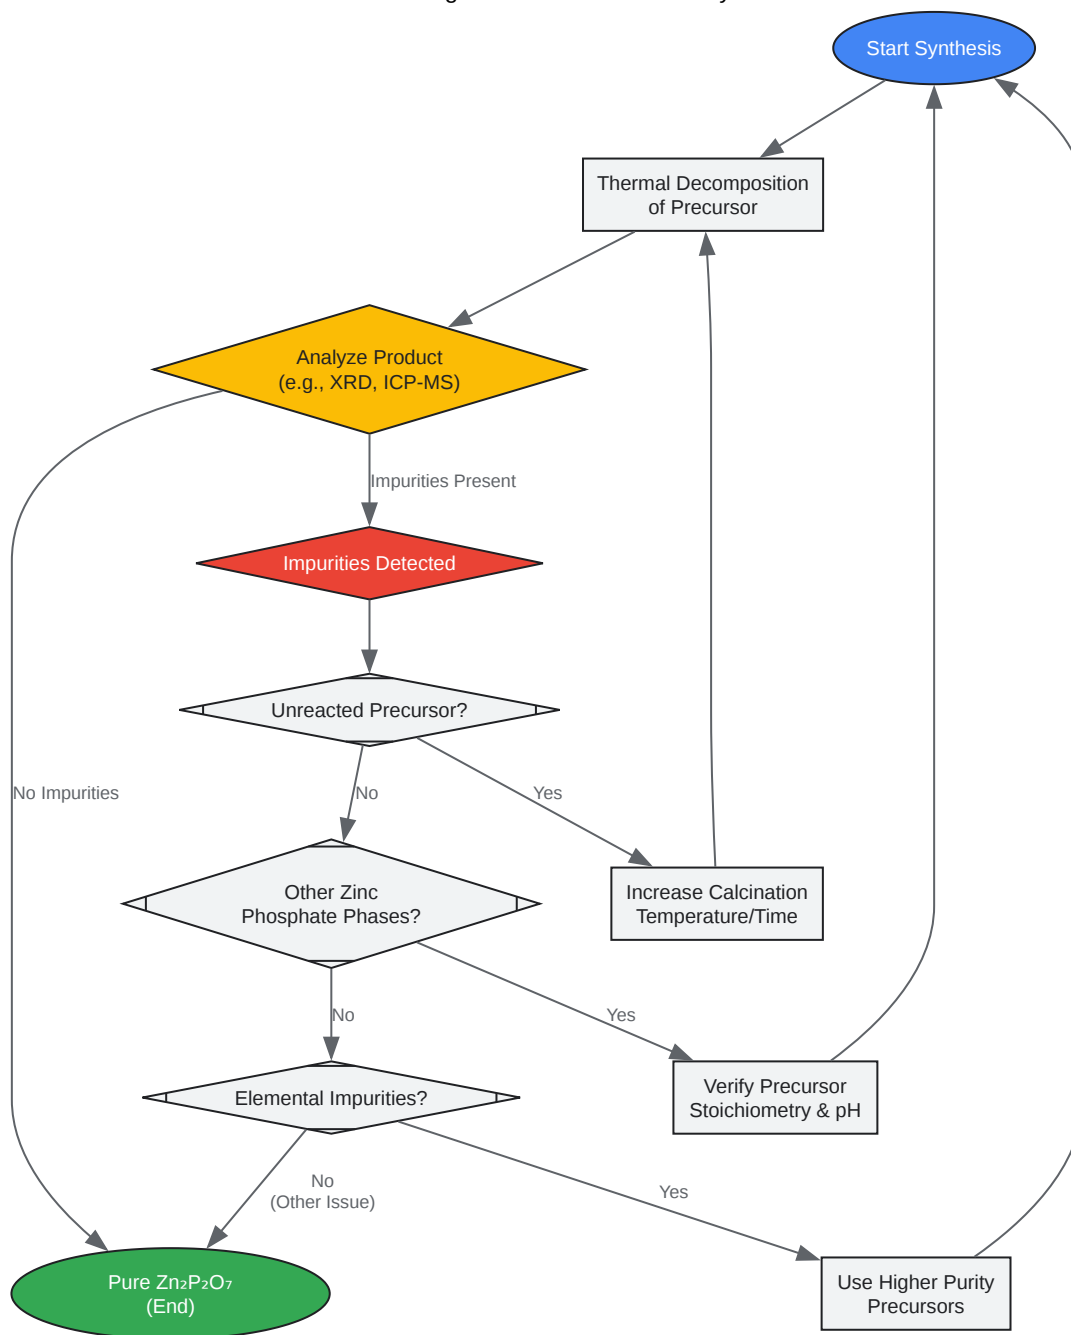 Start Synthesis
Thermal Decomposition
of Precursor
Analyze Product
(e.g., XRD, ICP-MS)
Impurities Present
Impurities Detected
Unreacted Precursor?
No Impurities
No
Yes
Other Zinc
Phosphate Phases?
Increase Calcination
Temperature/Time
No
Yes
Elemental Impurities?
Verify Precursor
Stoichiometry & pH
No
(Other Issue)
Yes
Pure Zn₂P₂O₇
(End)
Use Higher Purity
Precursors